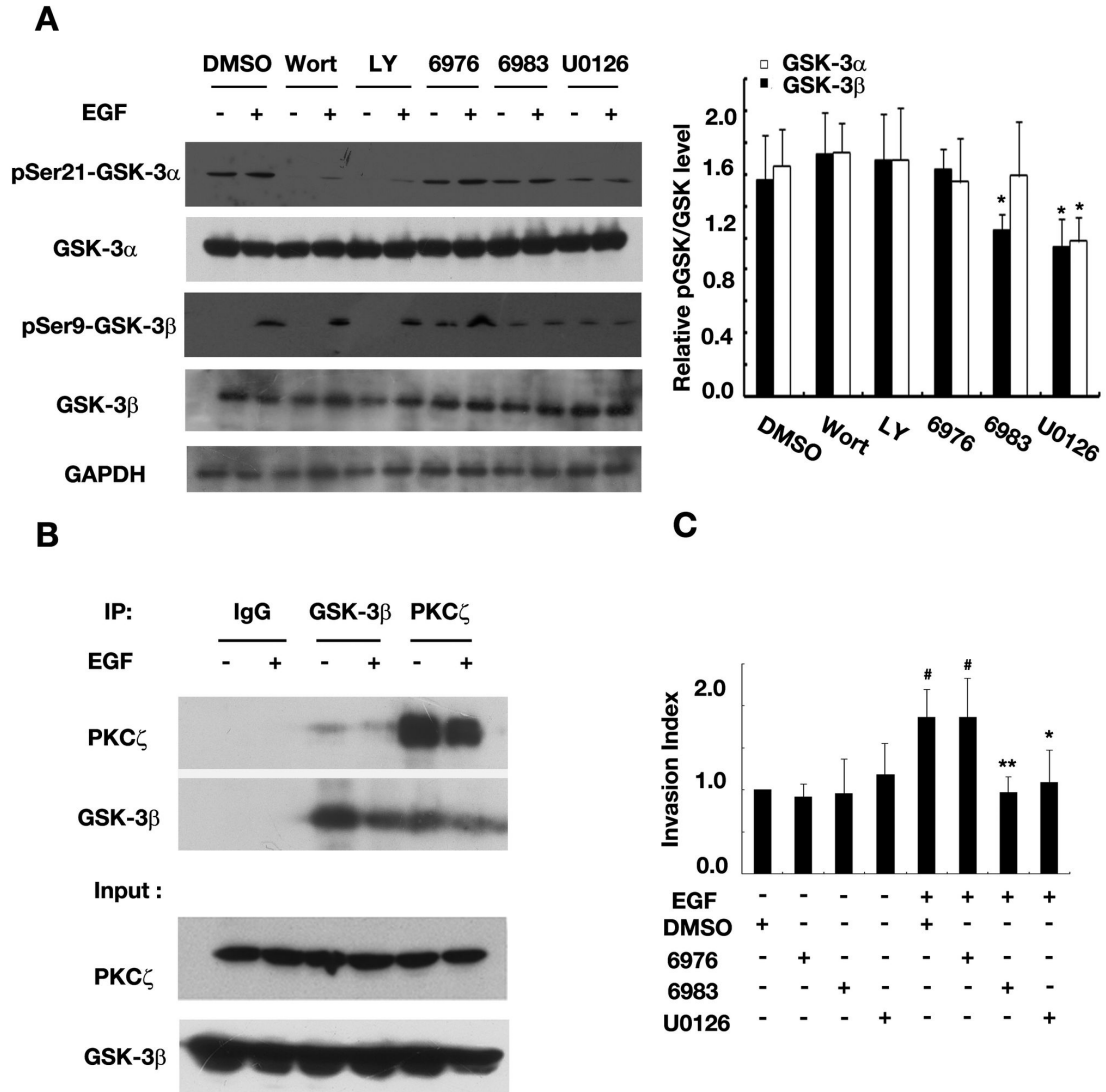 A
DMSO Wort LY 6976 6983 U0126
EGF - + - + - + - + - + - +
pSer21-GSK-3α
GSK-3α
pSer9-GSK-3β
GSK-3β
GAPDH
GSK-3α
GSK-3β
Relative pGSK/GSK level
2.0
1.6
1.2
0.8
0.4
0.0
* * *
DMSO Wort LY 6976 6983 U0126
B
IP: IgG GSK-3β PKCζ
EGF - + - + - +
PKCζ
GSK-3β
Input :
PKCζ
GSK-3β
C
Invasion Index
2.0
1.0
0.0
# # ** *
EGF - - - - + + + +
DMSO + - - - + - - -
6976 - + - - - + - -
6983 - - + - - - + -
U0126 - - - + - - - +